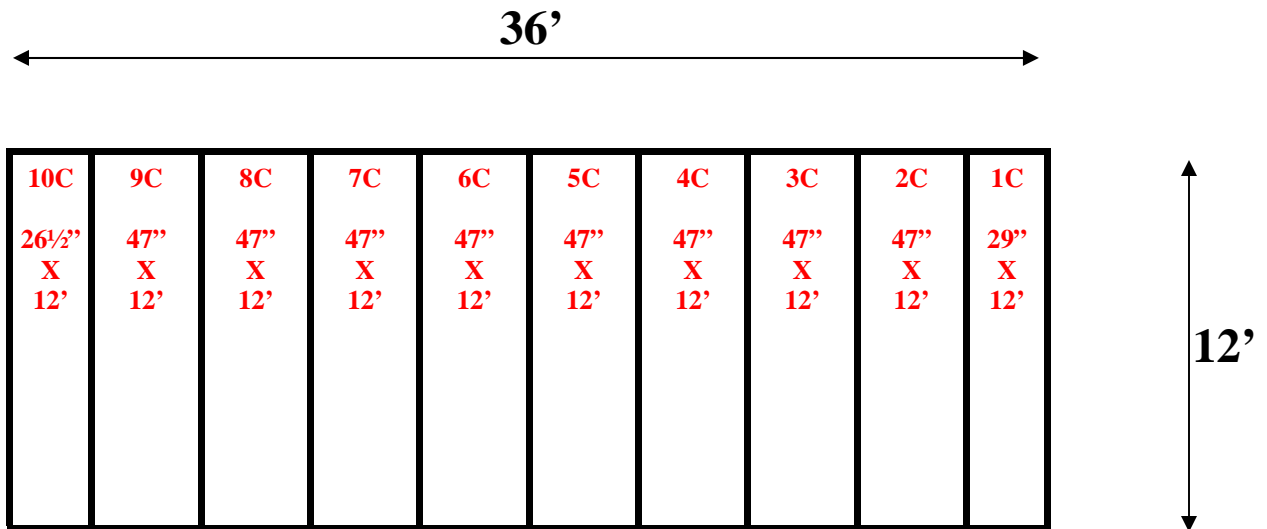 36’
10C 9C 8C 7C 6C 5C 4C 3C 2C 1C
26½’’ 47’’ 47’’ 47’’ 47’’ 47’’ 47’’ 47’’ 47’’ 29’’
X X X X X X X X X X
12’ 12’ 12’ 12’ 12’ 12’ 12’ 12’ 12’ 12’
12’